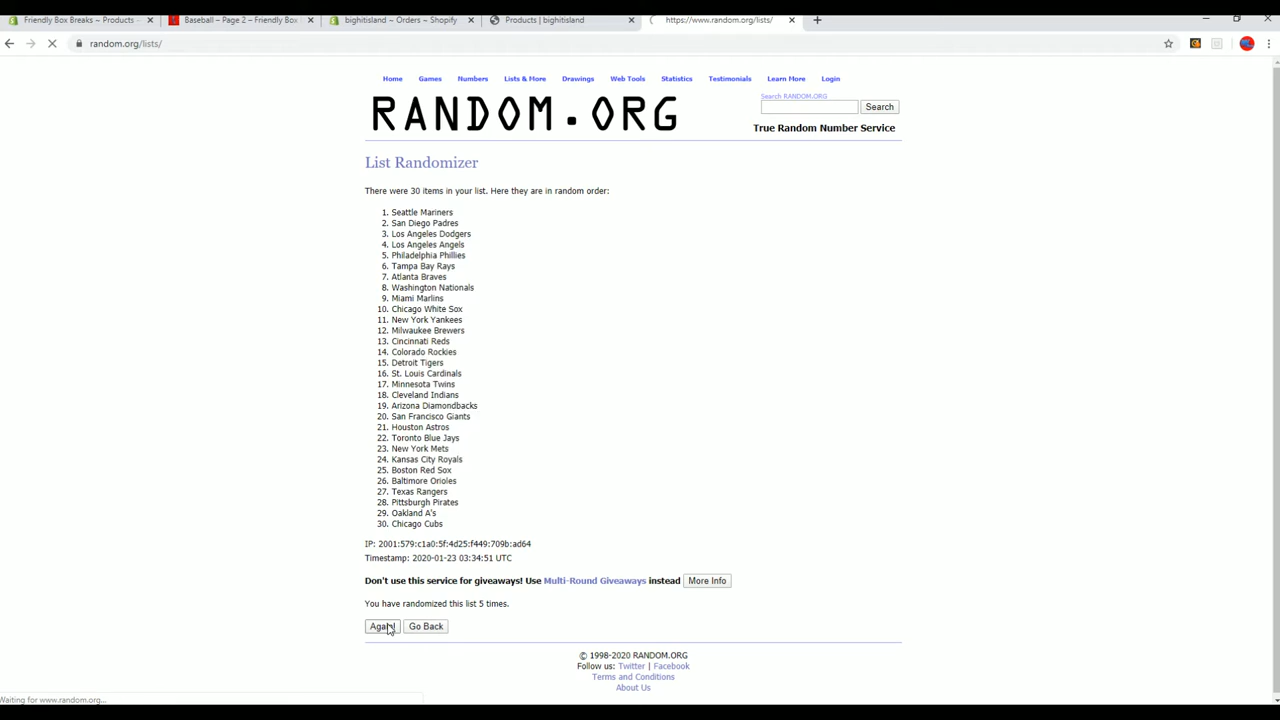 Friendly Box Breaks ~ Products ~
Baseball – Page 2 – Friendly Box
bighitisland ~ Orders ~ Shopify
Products | bighitisland
https://www.random.org/lists/
random.org/lists/
Home Games Numbers Lists & More Drawings Web Tools Statistics Testimonials Learn More Login
RANDOM.ORG
Search RANDOM.ORG
Search
True Random Number Service
List Randomizer
There were 30 items in your list. Here they are in random order:
1. Seattle Mariners
2. San Diego Padres
3. Los Angeles Dodgers
4. Los Angeles Angels
5. Philadelphia Phillies
6. Tampa Bay Rays
7. Atlanta Braves
8. Washington Nationals
9. Miami Marlins
10. Chicago White Sox
11. New York Yankees
12. Milwaukee Brewers
13. Cincinnati Reds
14. Colorado Rockies
15. Detroit Tigers
16. St. Louis Cardinals
17. Minnesota Twins
18. Cleveland Indians
19. Arizona Diamondbacks
20. San Francisco Giants
21. Houston Astros
22. Toronto Blue Jays
23. New York Mets
24. Kansas City Royals
25. Boston Red Sox
26. Baltimore Orioles
27. Texas Rangers
28. Pittsburgh Pirates
29. Oakland A's
30. Chicago Cubs
IP: 2001:579:c1a0:5f:4d25:f449:709b:ad64
Timestamp: 2020-01-23 03:34:51 UTC
Don't use this service for giveaways! Use Multi-Round Giveaways instead More Info
You have randomized this list 5 times.
Again! Go Back
© 1998-2020 RANDOM.ORG
Follow us: Twitter | Facebook
Terms and Conditions
About Us
Waiting for www.random.org...